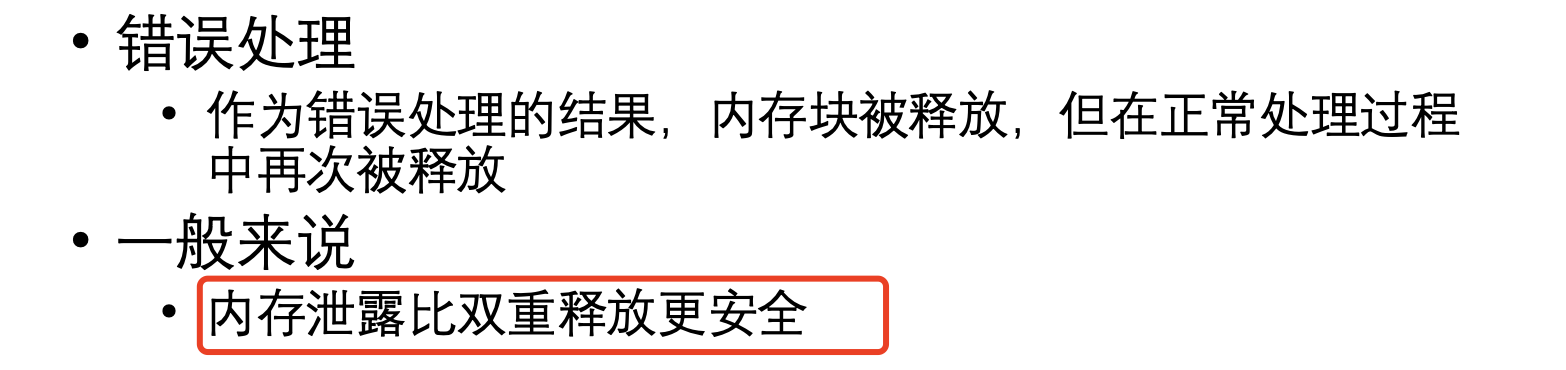 • 错误处理
• 作为错误处理的结果，内存块被释放，但在正常处理过程
中再次被释放
• 一般来说
• 内存泄露比双重释放更安全